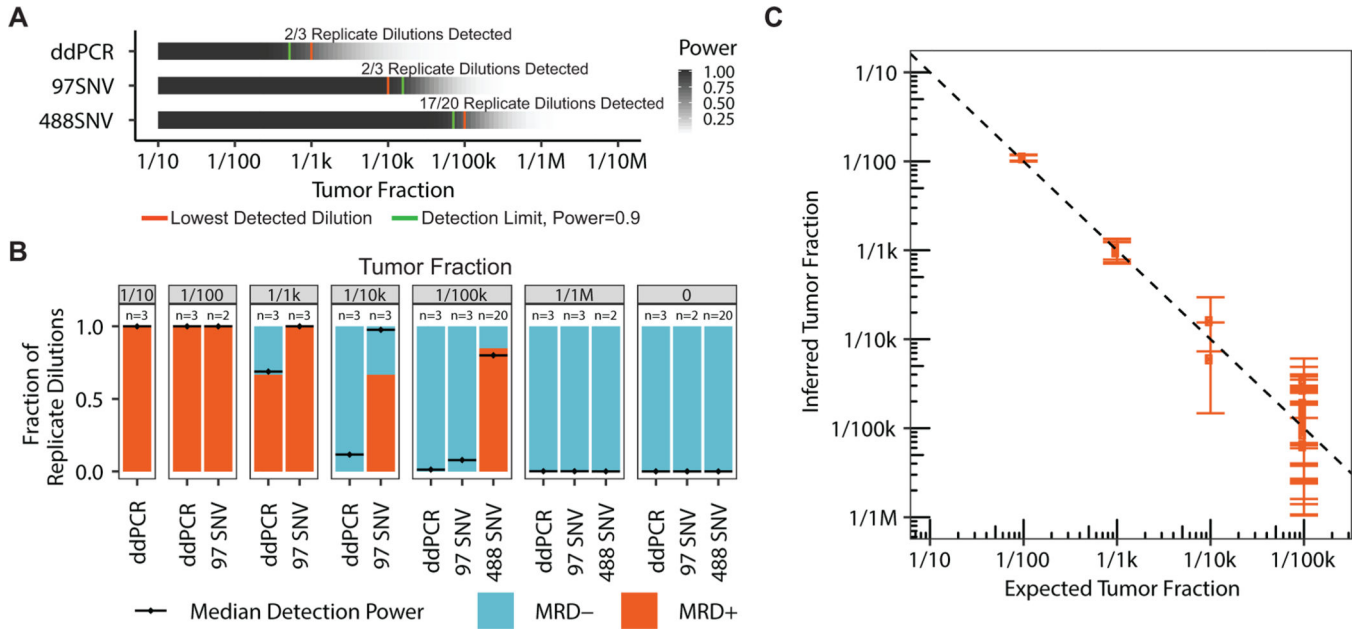 A
2/3 Replicate Dilutions Detected
ddPCR
2/3 Replicate Dilutions Detected
97SNV
17/20 Replicate Dilutions Detected
488SNV
1/10 1/100 1/1k 1/10k 1/100k 1/1M 1/10M
Tumor Fraction
Lowest Detected Dilution Detection Limit, Power=0.9
Power
1.00
0.75
0.50
0.25
B
Tumor Fraction
1/10 1/100 1/1k 1/10k 1/100k 1/1M 0
n=3 n=3 n=2 n=3 n=3 n=3 n=3 n=3 n=3 n=20 n=3 n=3 n=2 n=3 n=2 n=20
Fraction of
Replicate Dilutions
1.0
0.5
0.0
ddPCR ddPCR 97 SNV ddPCR 97 SNV ddPCR 97 SNV ddPCR 97 SNV 488 SNV ddPCR 97 SNV 488 SNV ddPCR 97 SNV 488 SNV
Median Detection Power MRD− MRD+
C
Inferred Tumor Fraction
1/10
1/100
1/1k
1/10k
1/100k
1/1M
1/10 1/100 1/1k 1/10k 1/100k
Expected Tumor Fraction